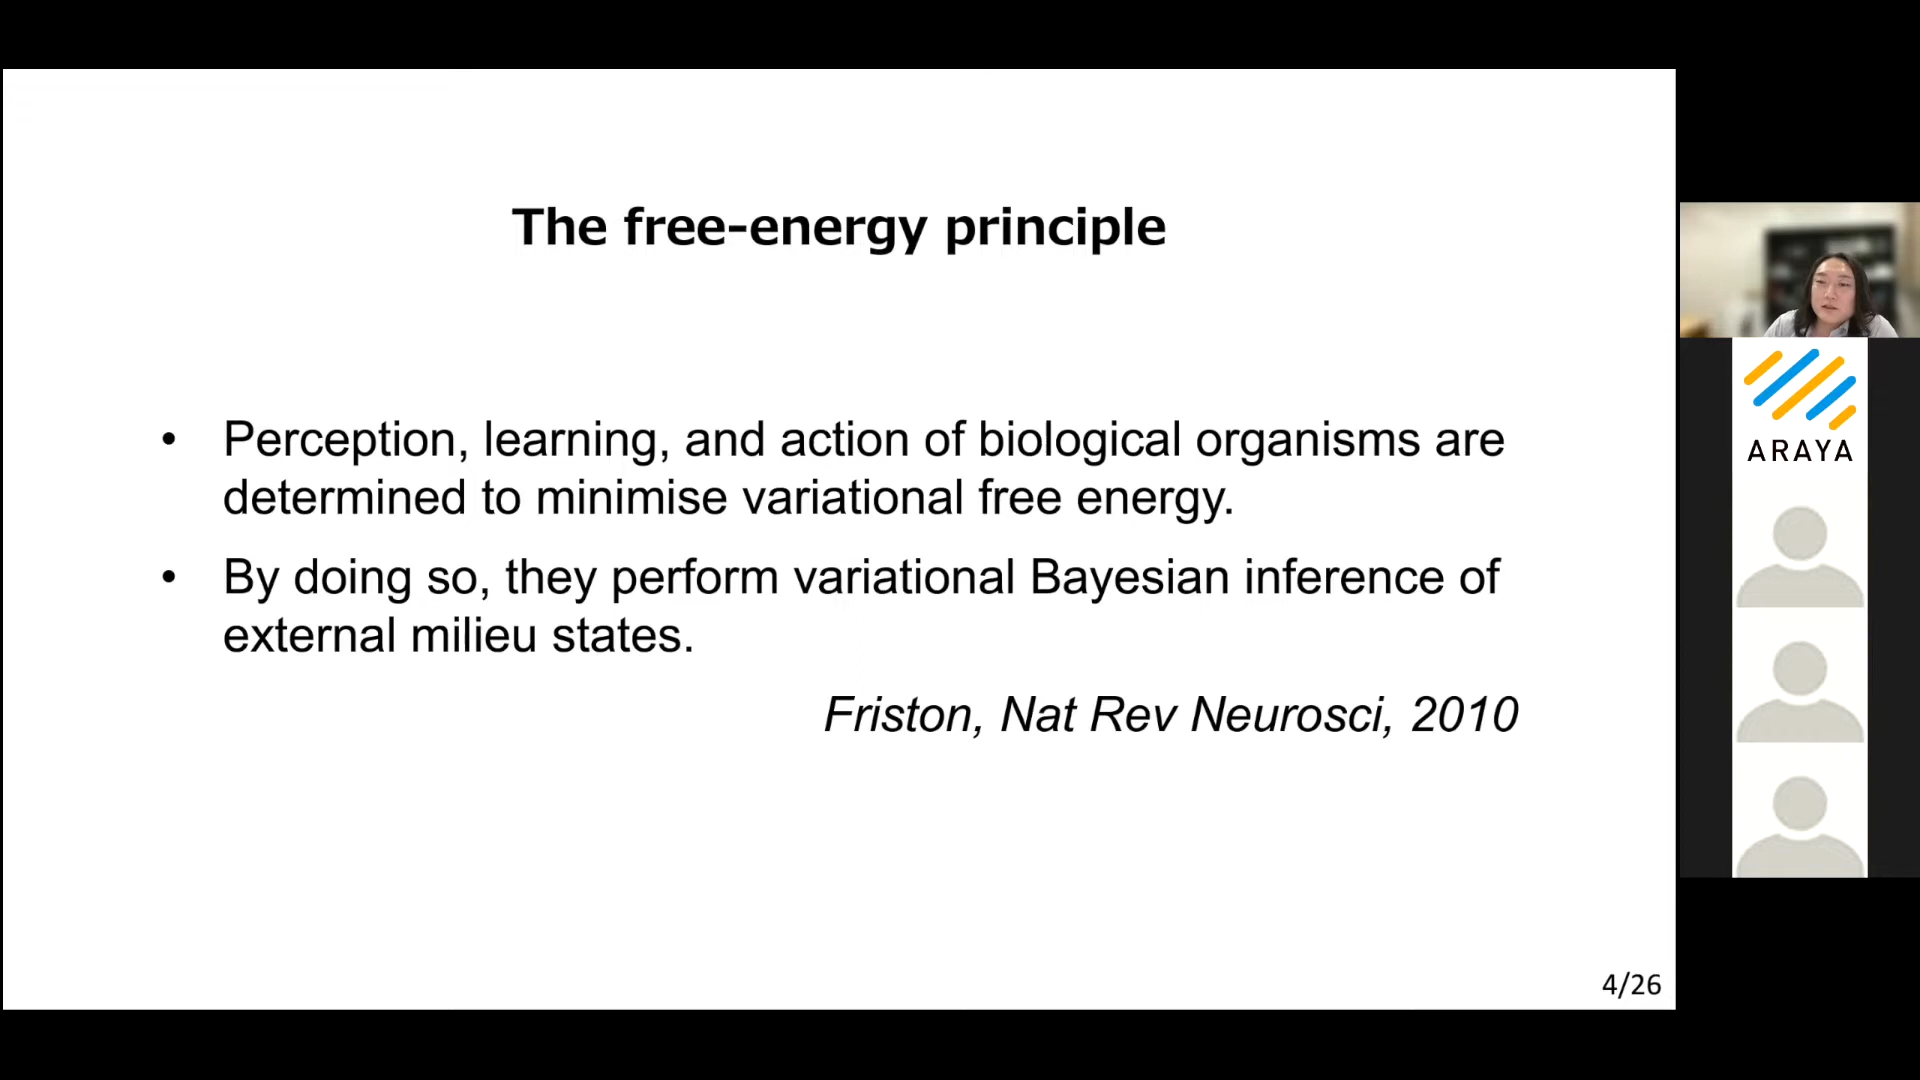 The free-energy principle
• Perception, learning, and action of biological organisms are
determined to minimise variational free energy.
• By doing so, they perform variational Bayesian inference of
external milieu states.
Friston, Nat Rev Neurosci, 2010
4/26
ARAYA